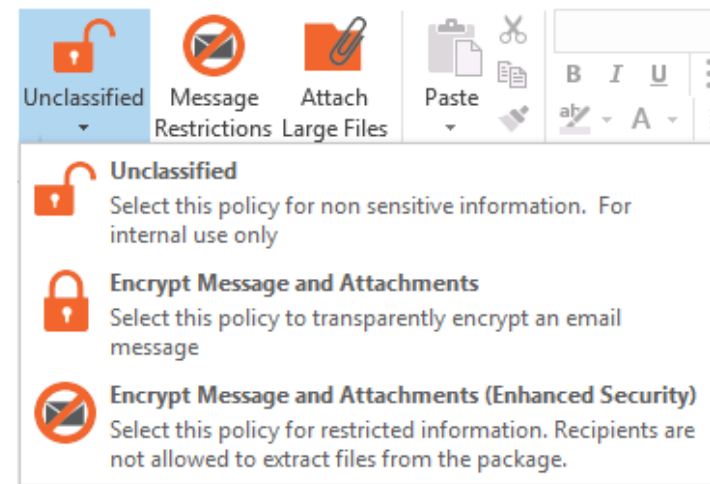 Unclassified
Message Restrictions
Attach Large Files
Paste
B I U
ab A
Unclassified
Select this policy for non sensitive information. For
internal use only
Encrypt Message and Attachments
Select this policy to transparently encrypt an email
message
Encrypt Message and Attachments (Enhanced Security)
Select this policy for restricted information. Recipients are
not allowed to extract files from the package.